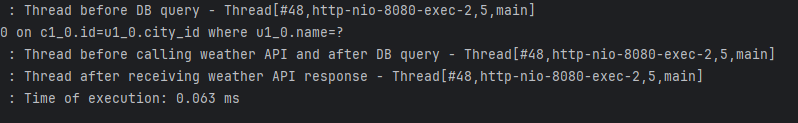 : Thread before DB query - Thread[#48,http-nio-8080-exec-2,5,main]
0 on c1_0.id=u1_0.city_id where u1_0.name=?
: Thread before calling weather API and after DB query - Thread[#48,http-nio-8080-exec-2,5,main]
: Thread after receiving weather API response - Thread[#48,http-nio-8080-exec-2,5,main]
: Time of execution: 0.063 ms